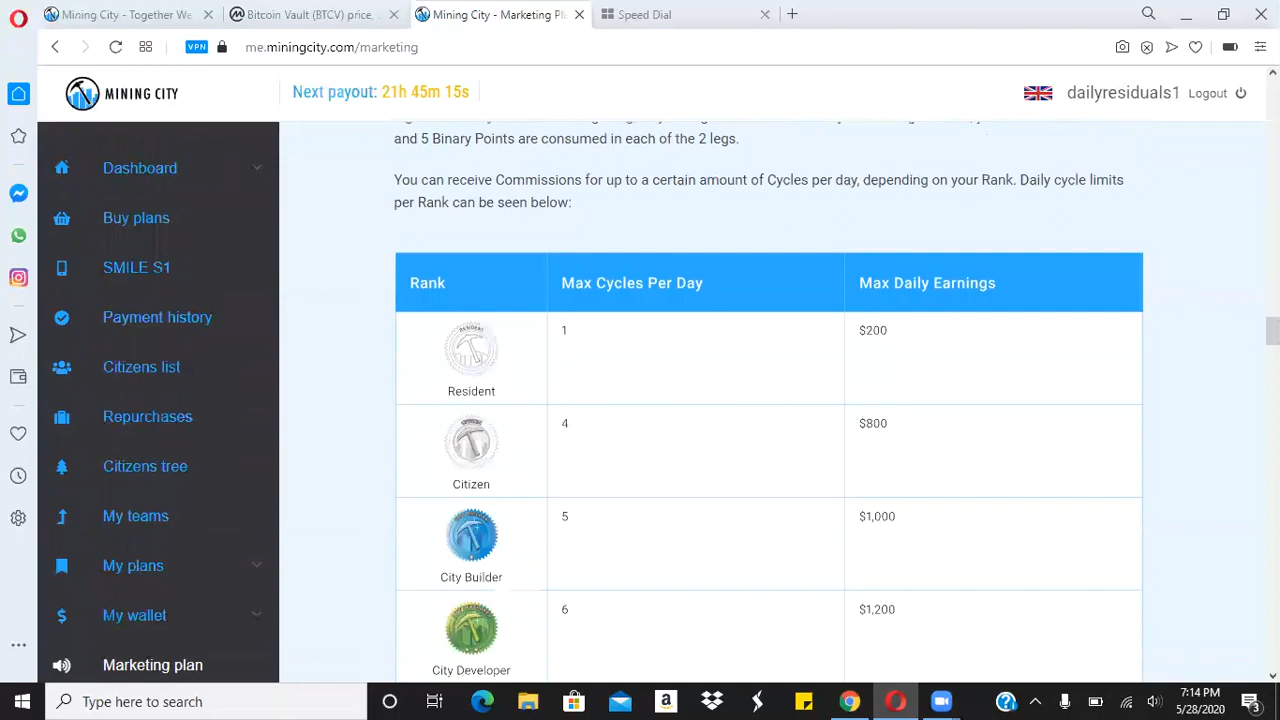 Mining City - Together We
Bitcoin Vault (BTCV) price,
Mining City - Marketing Pl
Speed Dial
VPN
me.miningcity.com/marketing
MINING CITY
Next payout: 21h 45m 15s
dailyresiduals1
Logout
Dashboard
Buy plans
SMILE S1
Payment history
Citizens list
Repurchases
Citizens tree
My teams
My plans
My wallet
Marketing plan
and 5 Binary Points are consumed in each of the 2 legs.
You can receive Commissions for up to a certain amount of Cycles per day, depending on your Rank. Daily cycle limits
per Rank can be seen below:
Rank Max Cycles Per Day Max Daily Earnings
RESIDENT
1 $200
Resident
4 $800
Citizen
5 $1,000
City Builder
6 $1,200
City Developer
Type here to search
7:14 PM
5/28/2020
3